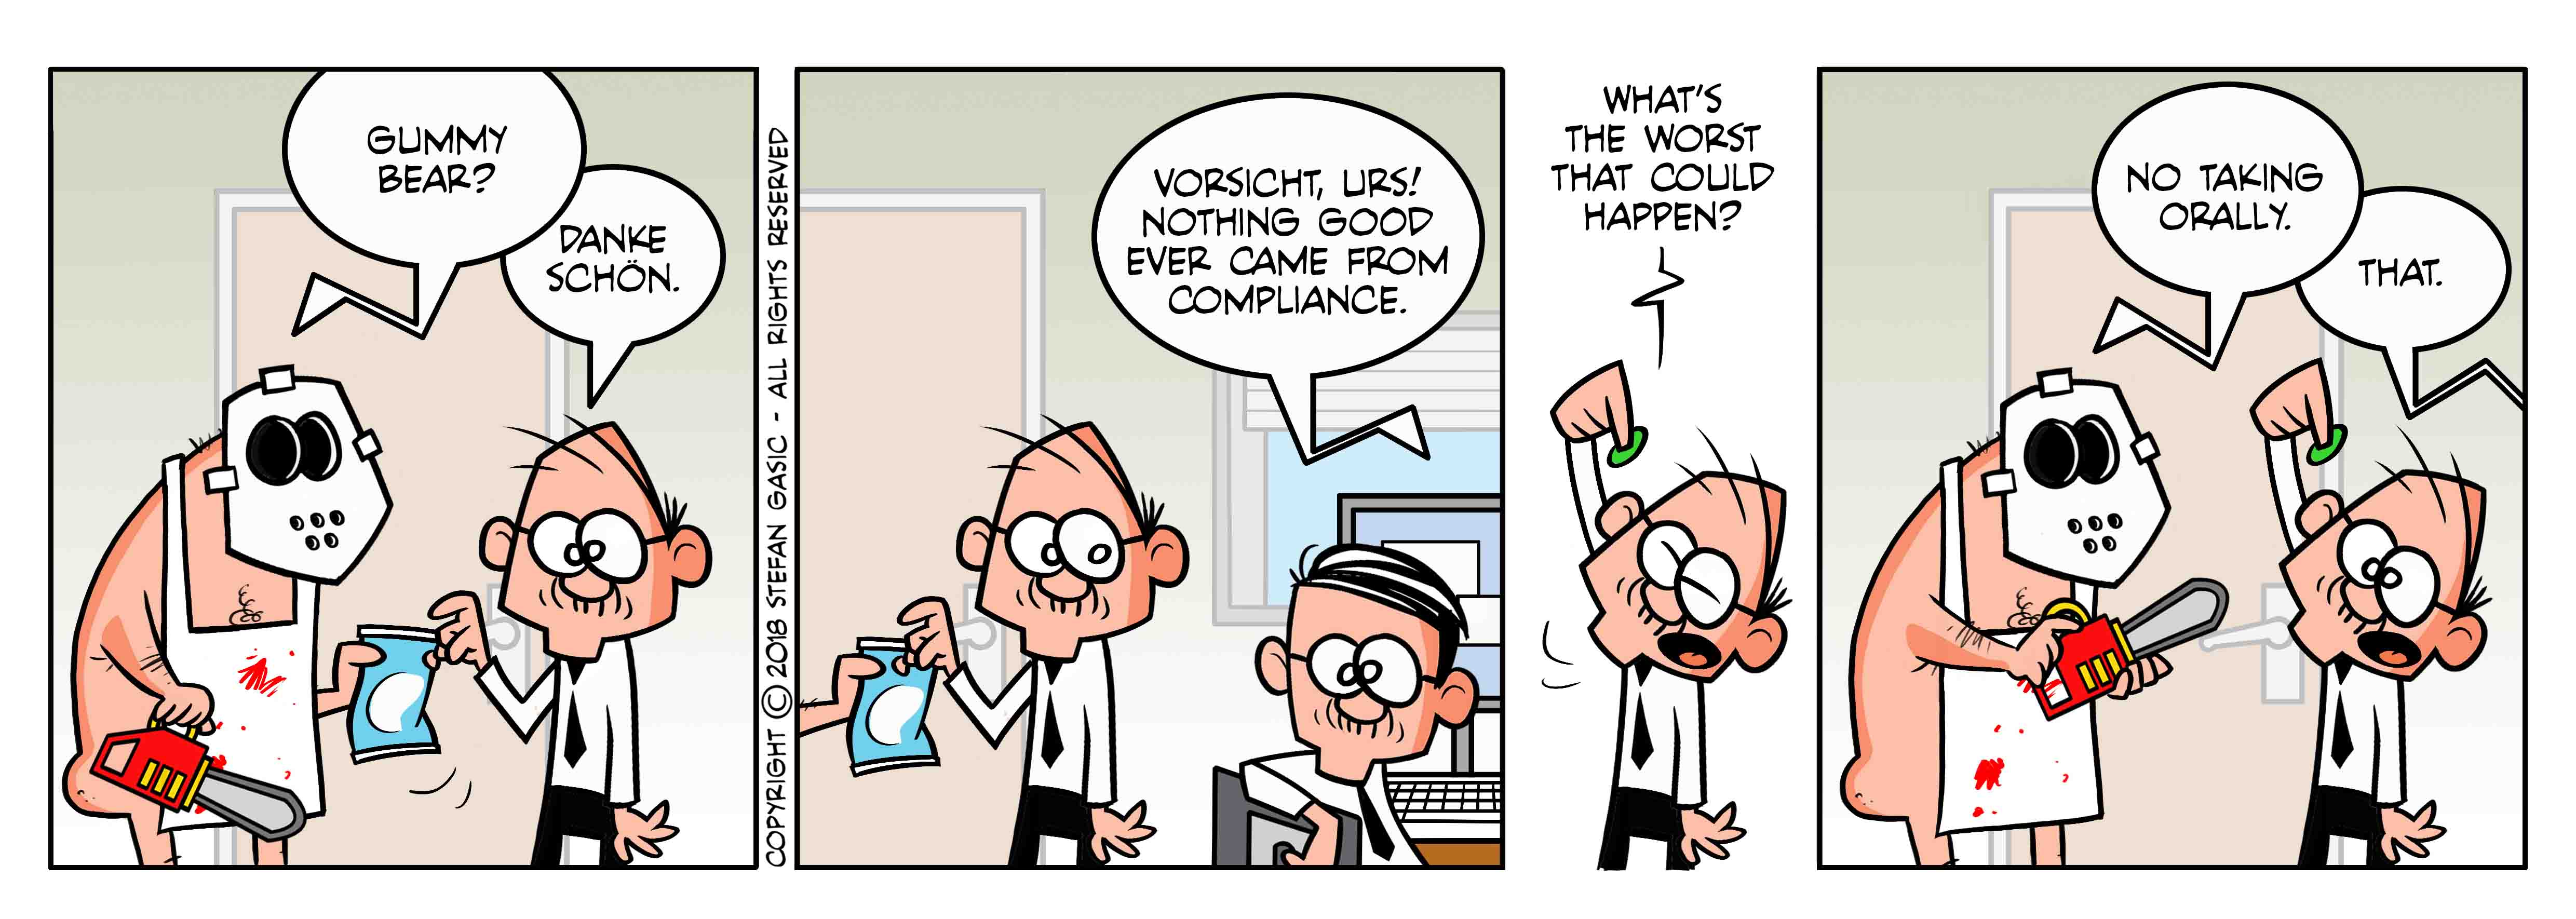 GUMMY
BEAR?
DANKE
SCHÖN.
COPYRIGHT © 2018 STEFAN GASIC - ALL RIGHTS RESERVED
VORSICHT, URS!
NOTHING GOOD
EVER CAME FROM
COMPLIANCE.
WHAT'S
THE WORST
THAT COULD
HAPPEN?
NO TAKING
ORALLY.
THAT.